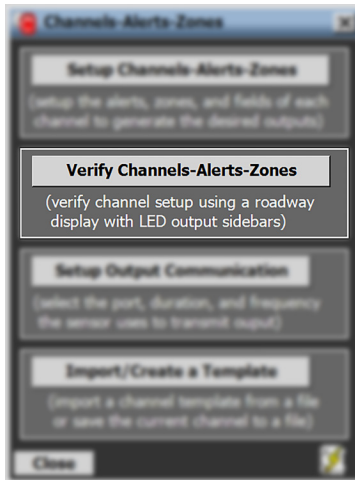 Channels-Alerts-Zones
Setup Channels-Alerts-Zones
(setup the alerts, zones, and fields of each
channel to generate the desired outputs)
Verify Channels-Alerts-Zones
(verify channel setup using a roadway
display with LED output sidebars)
Setup Output Communication
(select the port, duration, and frequency
the sensor uses to transmit ouput)
Import/Create a Template
(import a channel template from a file
or save the current channel to a file)
Close